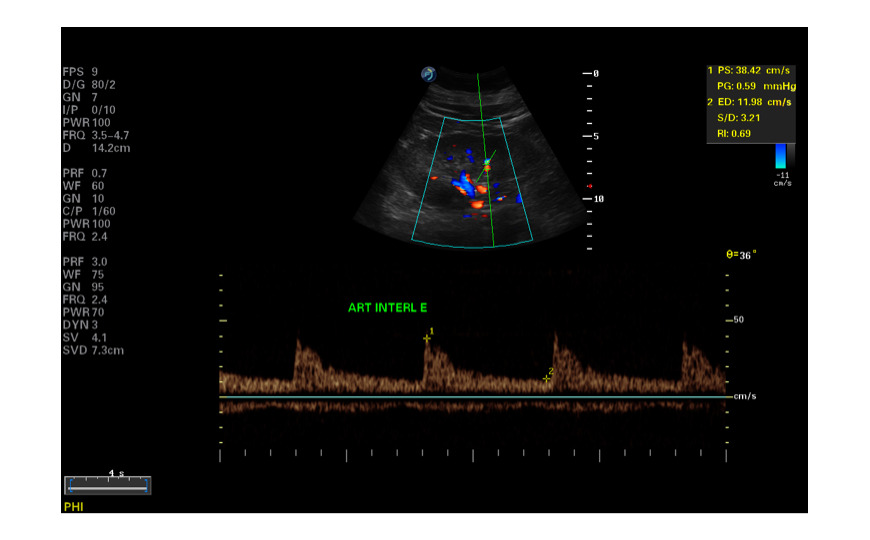 FPS 9
D/G 80/2
GN 7
I/P 0/10
PWR 100
FRQ 3.5-4.7
D 14.2cm
PRF 0.7
WF 60
GN 10
C/P 1/60
PWR 100
FRQ 2.4
PRF 3.0
WF 75
GN 95
FRQ 2.4
PWR 70
DYN 3
SV 4.1
SVD 7.3cm
4 s
PHI
0
5
10
1 PS: 38.42 cm/s
PG: 0.59 mmHg
2 ED: 11.98 cm/s
S/D: 3.21
RI: 0.69
-11
cm/s
θ=36°
ART INTERL E
1
2
50
cm/s